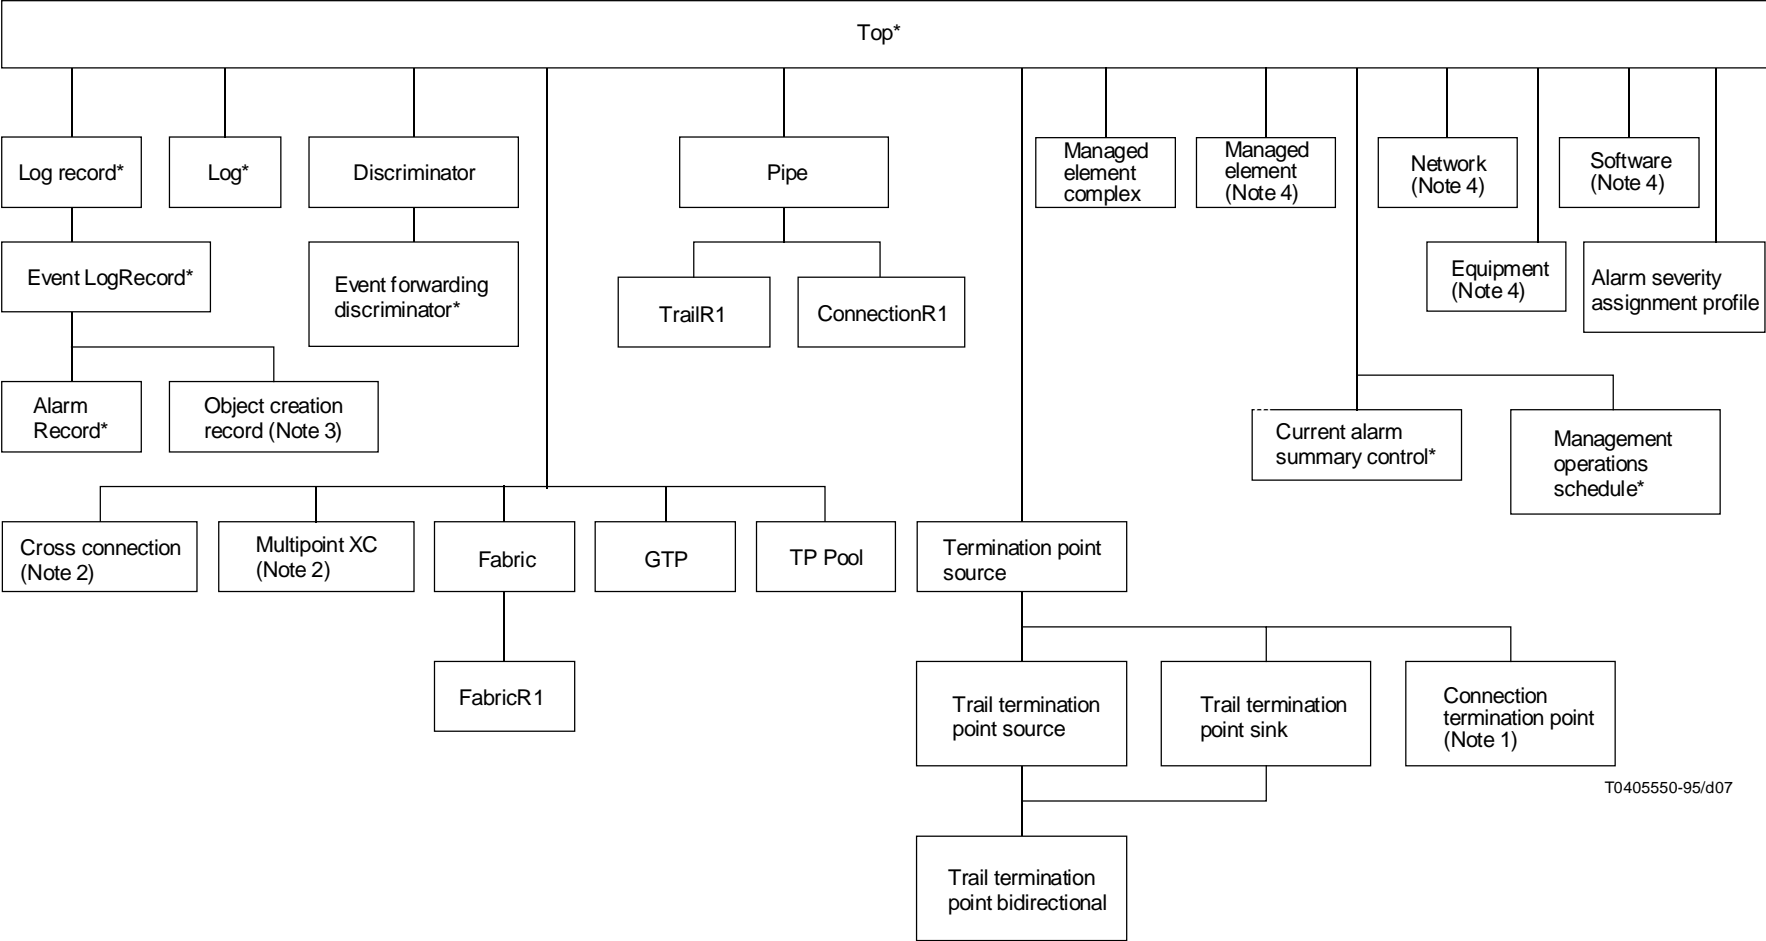 Top*
Log record*
Log*
Discriminator
Pipe
Managed
element
complex
Managed
element
(Note 4)
Network
(Note 4)
Software
(Note 4)
Event LogRecord*
Event forwarding
discriminator*
TrailR1
ConnectionR1
Equipment
(Note 4)
Alarm severity
assignment profile
Alarm
Record*
Object creation
record (Note 3)
Current alarm
summary control*
Management
operations
schedule*
Cross connection
(Note 2)
Multipoint XC
(Note 2)
Fabric
GTP
TP Pool
Termination point
source
FabricR1
Trail termination
point source
Trail termination
point sink
Connection
termination point
(Note 1)
T0405550-95/d07
Trail termination
point bidirectional